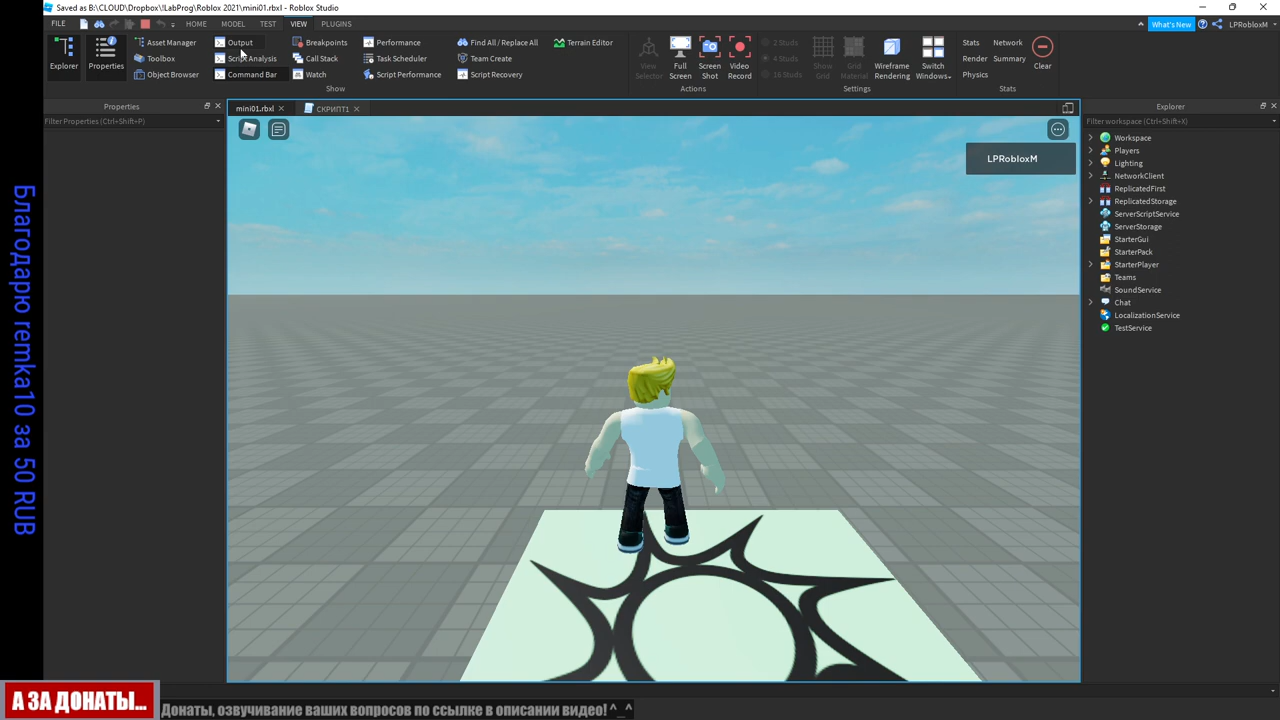 Saved as B:\CLOUD\Dropbox\!LabProg\Roblox 2021\mini01.rbxl - Roblox Studio
FILE HOME MODEL TEST VIEW PLUGINS What's New LPRobloxM
Explorer
Properties
Asset Manager
Toolbox
Object Browser
Output
Script Analysis
Command Bar
Breakpoints
Call Stack
Watch
Performance
Task Scheduler
Script Performance
Find All / Replace All
Team Create
Script Recovery
Terrain Editor
Show
View Selector
Full Screen
Screen Shot
Video Record
Actions
2 Studs
4 Studs
16 Studs
Show Grid
Grid Material
Wireframe Rendering
Switch Windows
Settings
Stats
Render
Physics
Network
Summary
Clear
Stats
Properties
Filter Properties (Ctrl+Shift+P)
mini01.rbxl
СКРИПТ1
LPRobloxM
Explorer
Filter workspace (Ctrl+Shift+X)
Workspace
Players
Lighting
NetworkClient
ReplicatedFirst
ReplicatedStorage
ServerScriptService
ServerStorage
StarterGui
StarterPack
StarterPlayer
Teams
SoundService
Chat
LocalizationService
TestService
Благодарю remka10 за 50 RUB
А ЗА ДОНАТЫ...
Донаты, озвучивание ваших вопросов по ссылке в описании видео! ^_^